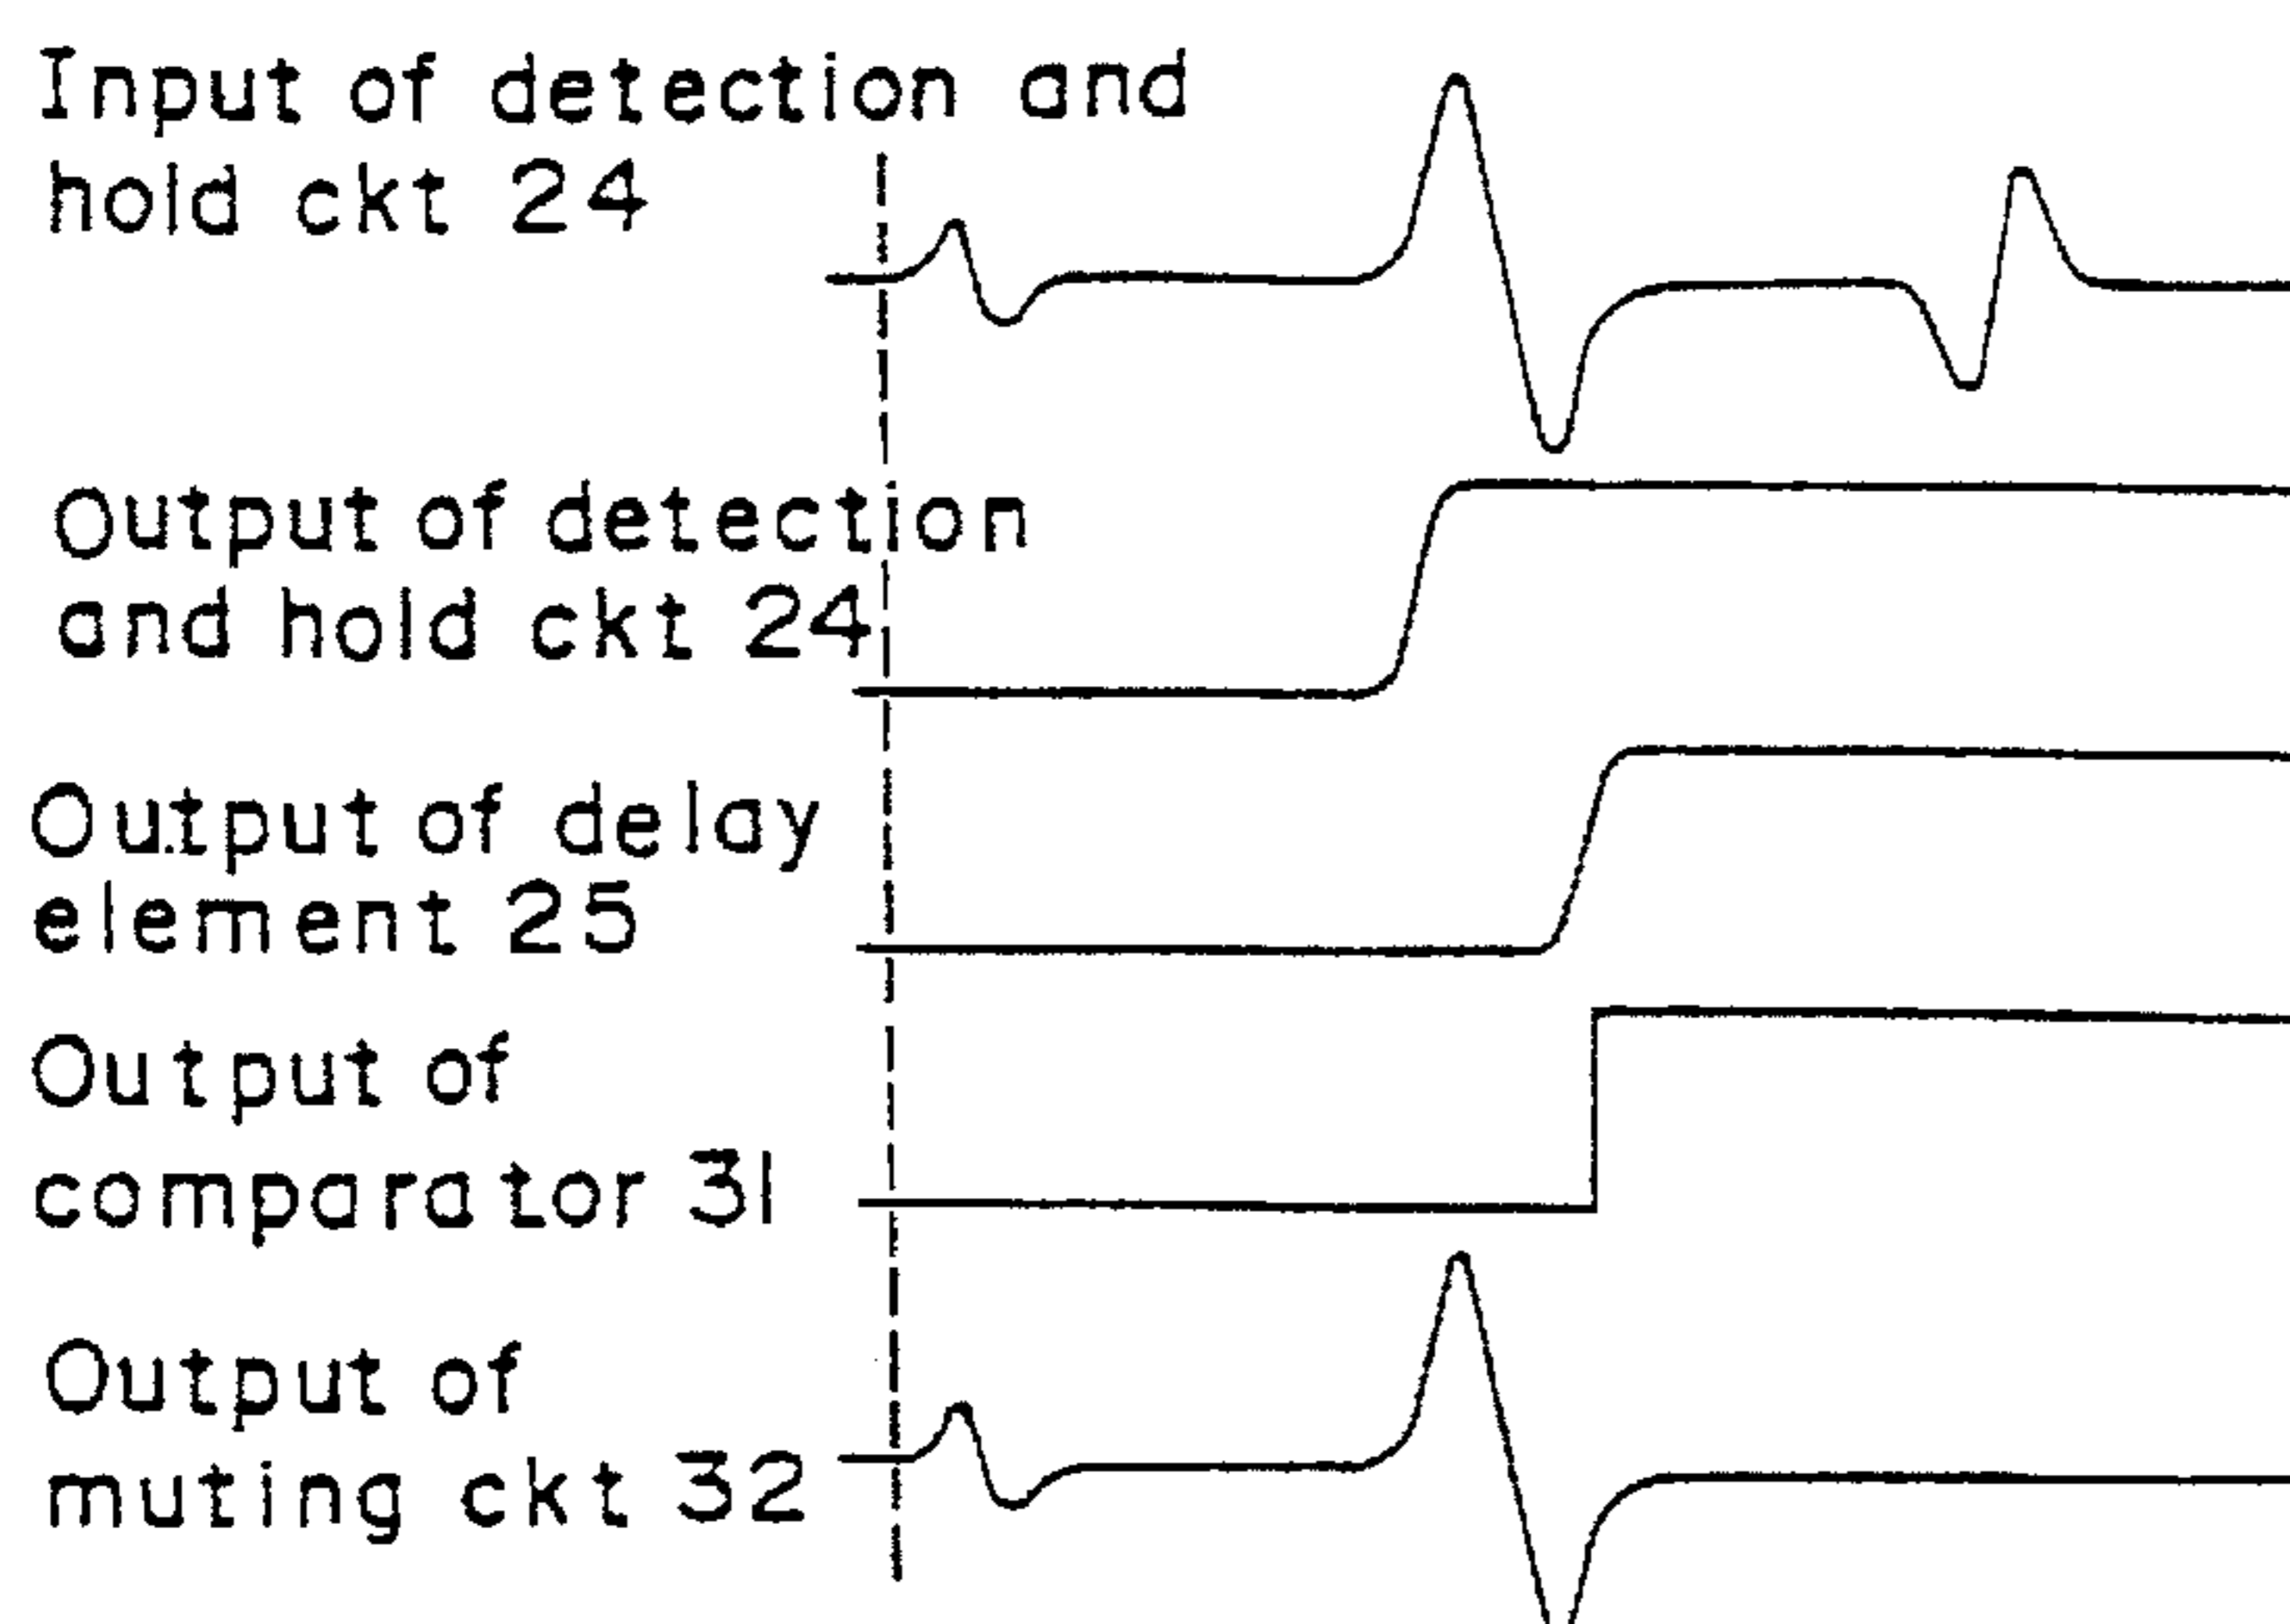 Input of detection and
hold ckt 24
Output of detection
and hold ckt 24
Output of delay
element 25
Output of
comparator 31
Output of
muting ckt 32